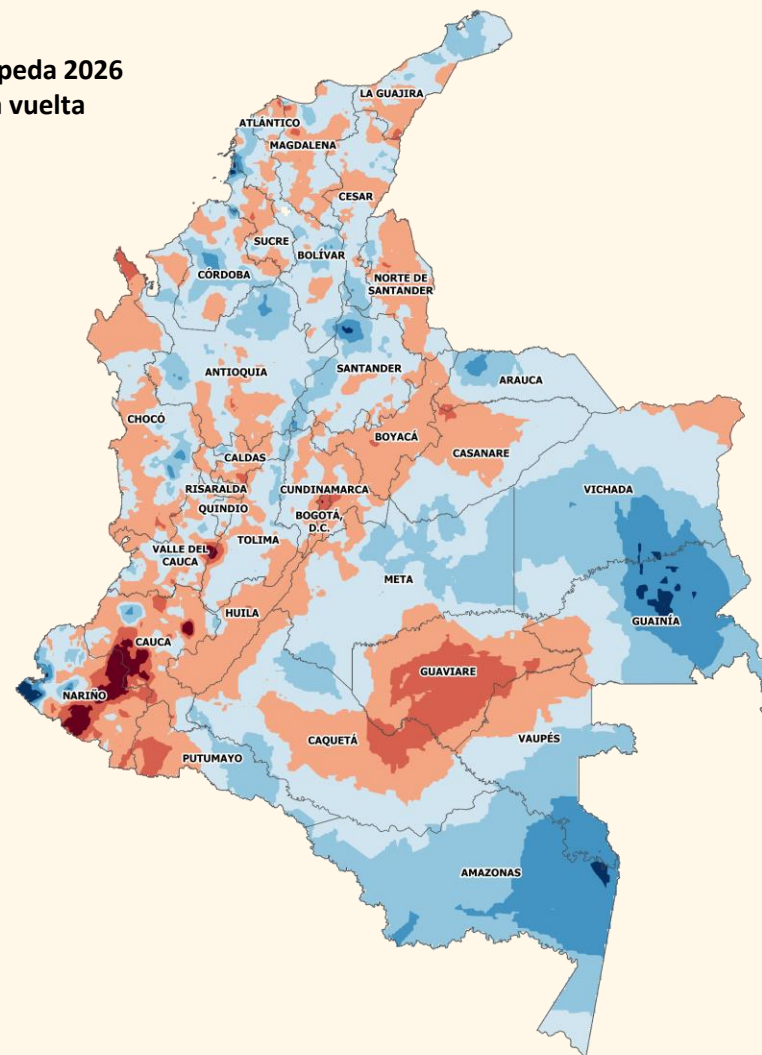 peda 2026
vuelta
LA GUAJIRA
ATLÁNTICO
MAGDALENA
CESAR
SUCRE
BOLÍVAR
CÓRDOBA
NORTE DE
SANTANDER
ANTIOQUIA
SANTANDER
ARAUCA
CHOCÓ
BOYACÁ
CASANARE
CALDAS
RISARALDA
CUNDINAMARCA
VICHADA
QUINDIO
BOGOTÁ,
D.C.
TOLIMA
VALLE DEL
CAUCA
META
HUILA
GUAINÍA
CAUCA
GUAVIARE
NARIÑO
CAQUETÁ
VAUPÉS
PUTUMAYO
AMAZONAS